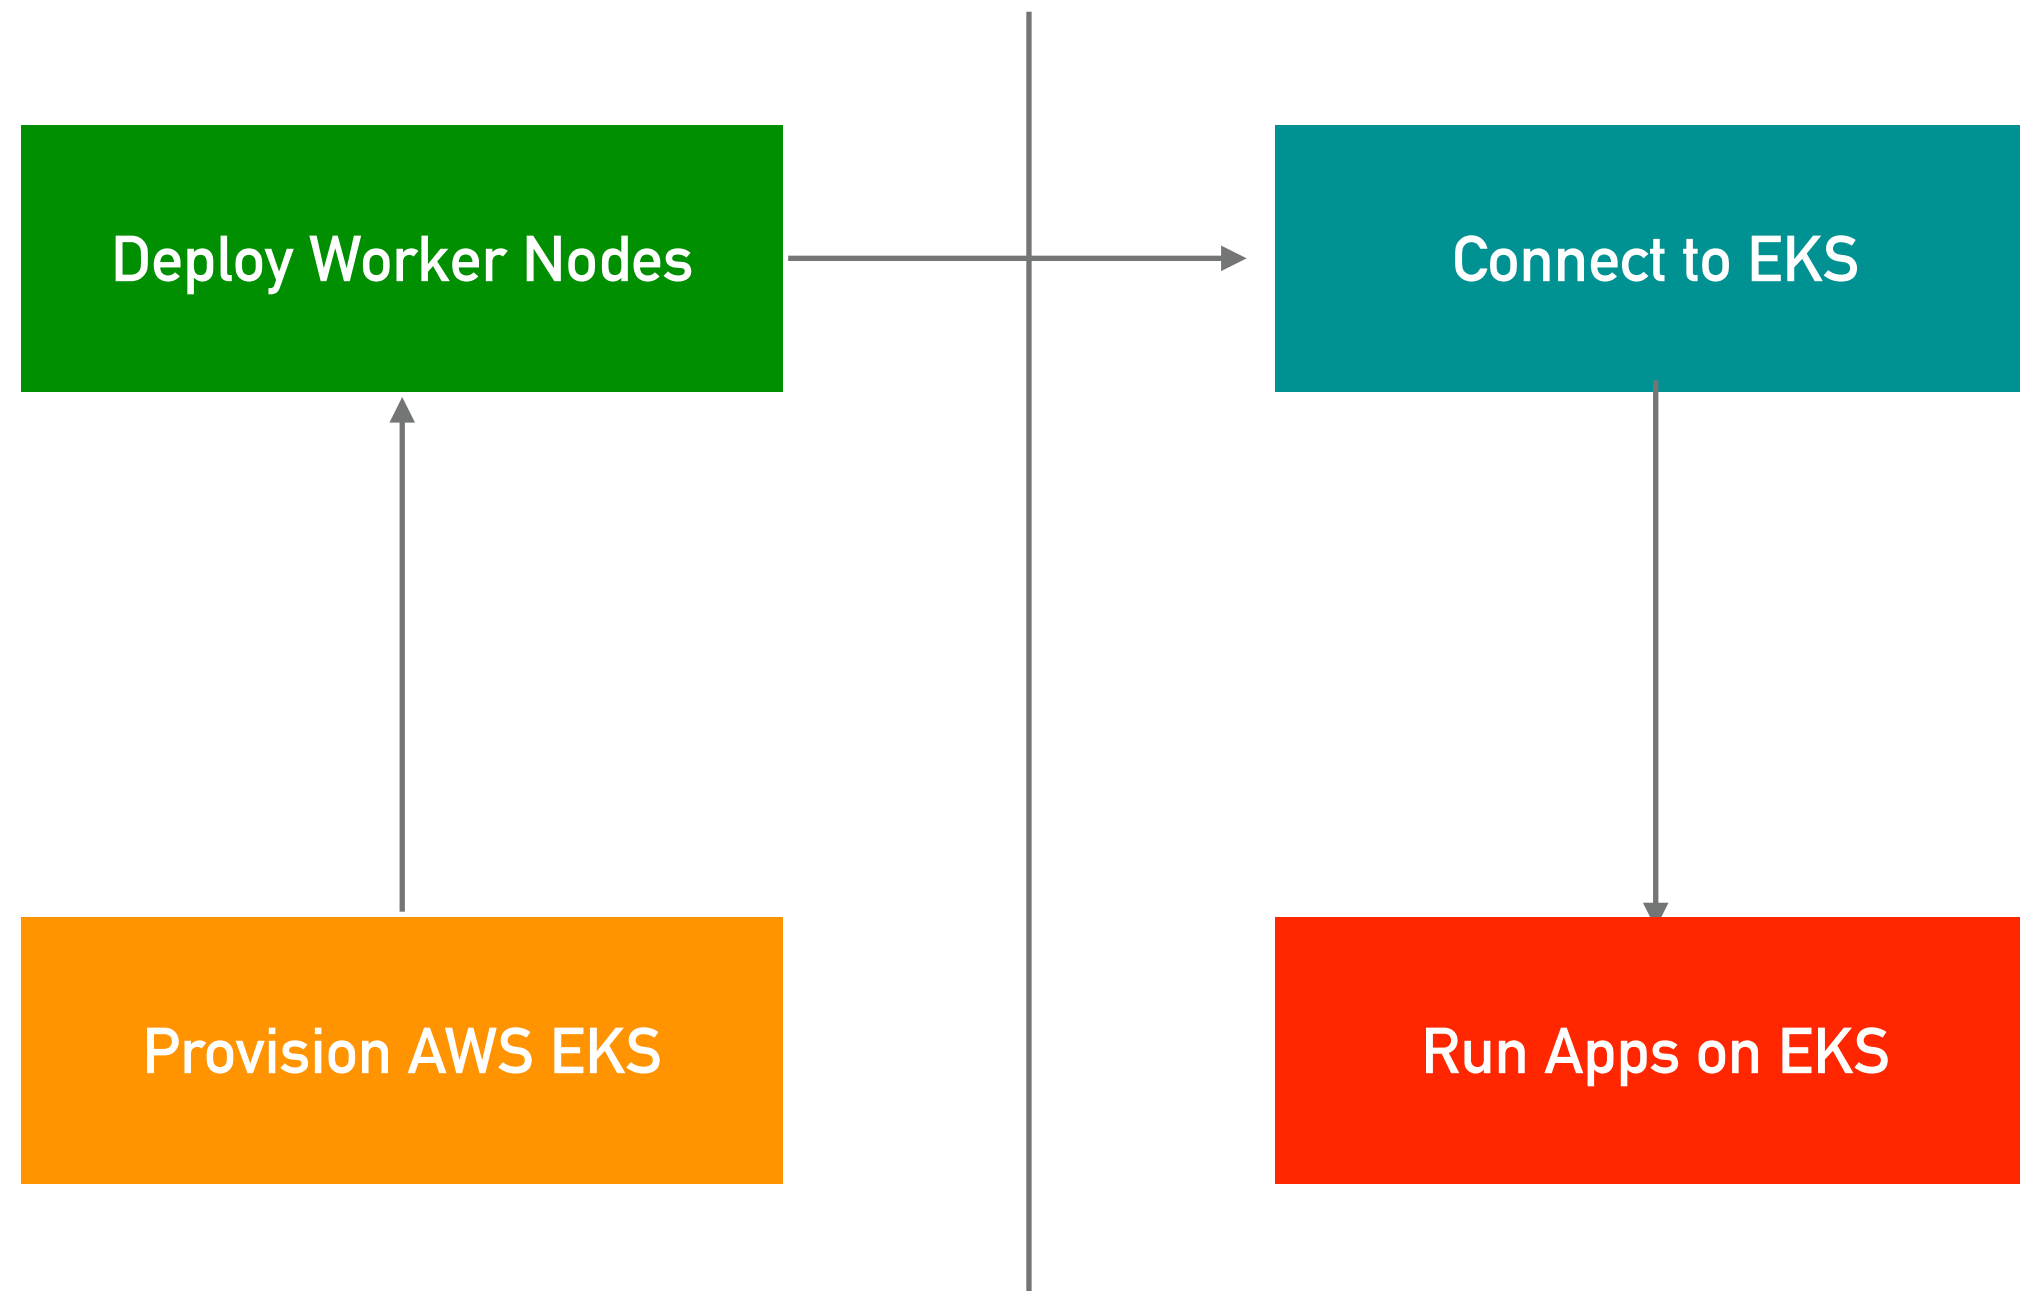 Deploy Worker Nodes
Connect to EKS
Provision AWS EKS
Run Apps on EKS